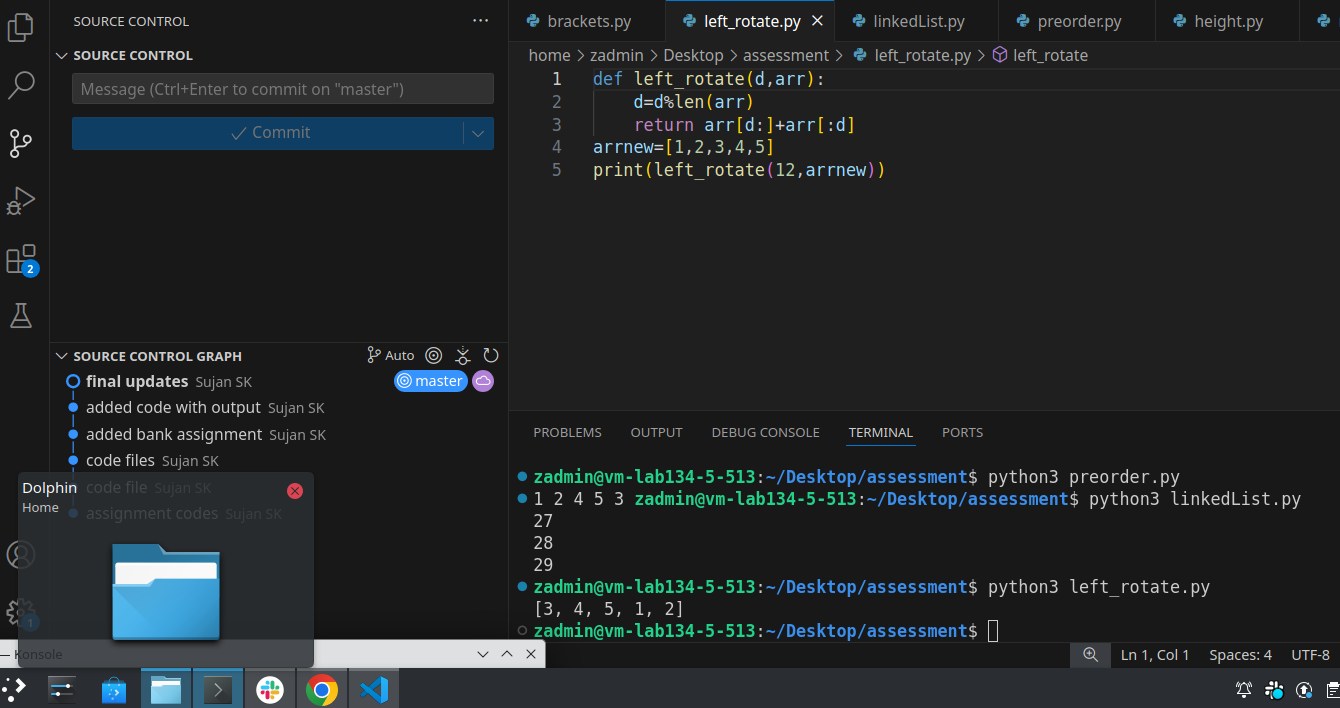 SOURCE CONTROL
SOURCE CONTROL
Message (Ctrl+Enter to commit on "master")
Commit
2
SOURCE CONTROL GRAPH Auto
final updates Sujan SK master
added code with output Sujan SK
added bank assignment Sujan SK
code files Sujan SK
code file Sujan SK
assignment codes Sujan SK
Dolphin
Home
1
Konsole
brackets.py left_rotate.py linkedList.py preorder.py height.py
home > zadmin > Desktop > assessment > left_rotate.py > left_rotate
1 def left_rotate(d,arr):
2     d=d%len(arr)
3     return arr[d:]+arr[:d]
4 arrnew=[1,2,3,4,5]
5 print(left_rotate(12,arrnew))
PROBLEMS OUTPUT DEBUG CONSOLE TERMINAL PORTS
zadmin@vm-lab134-5-513:~/Desktop/assessment$ python3 preorder.py
1 2 4 5 3 zadmin@vm-lab134-5-513:~/Desktop/assessment$ python3 linkedList.py
27
28
29
zadmin@vm-lab134-5-513:~/Desktop/assessment$ python3 left_rotate.py
[3, 4, 5, 1, 2]
zadmin@vm-lab134-5-513:~/Desktop/assessment$
Ln 1, Col 1 Spaces: 4 UTF-8